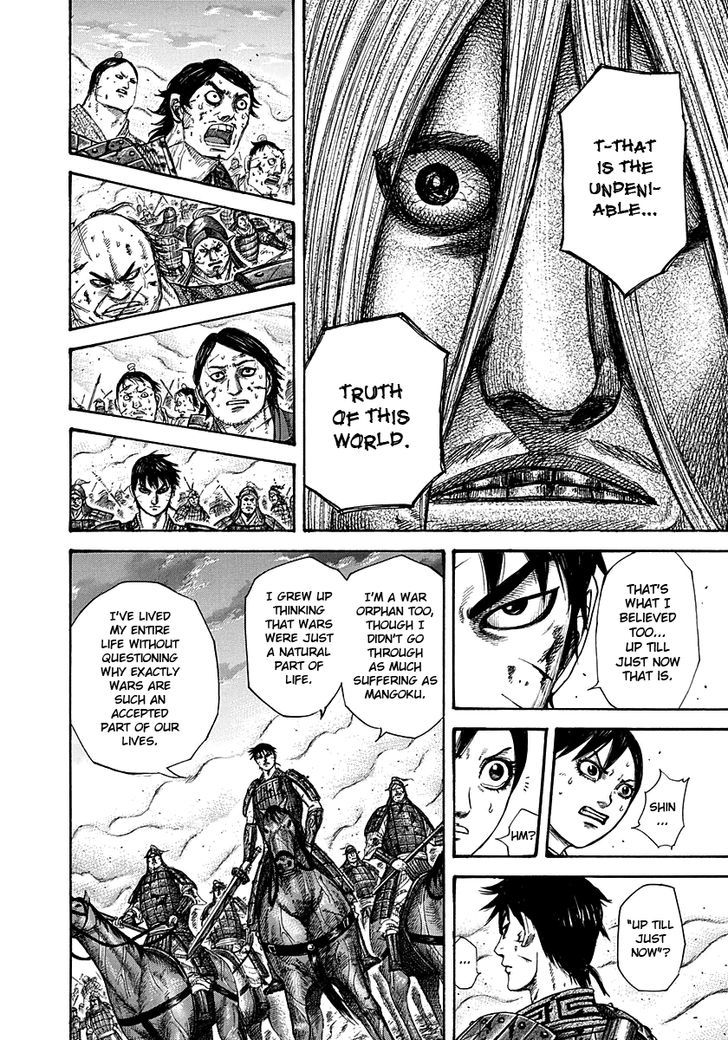 T-THAT
IS THE
UNDENI-
ABLE...
TRUTH
OF THIS
WORLD.
THAT'S
WHAT I
BELIEVED
TOO...
UP TILL
JUST NOW
THAT IS.
SHIN
...
HM?
"UP TILL
JUST
NOW"?
...
I'M A WAR
ORPHAN TOO,
THOUGH I
DIDN'T GO
THROUGH
AS MUCH
SUFFERING AS
MANGOKU.
I GREW UP
THINKING
THAT WARS
WERE JUST
A NATURAL
PART OF
LIFE.
I'VE LIVED
MY ENTIRE
LIFE WITHOUT
QUESTIONING
WHY EXACTLY
WARS ARE
SUCH AN
ACCEPTED
PART OF OUR
LIVES.